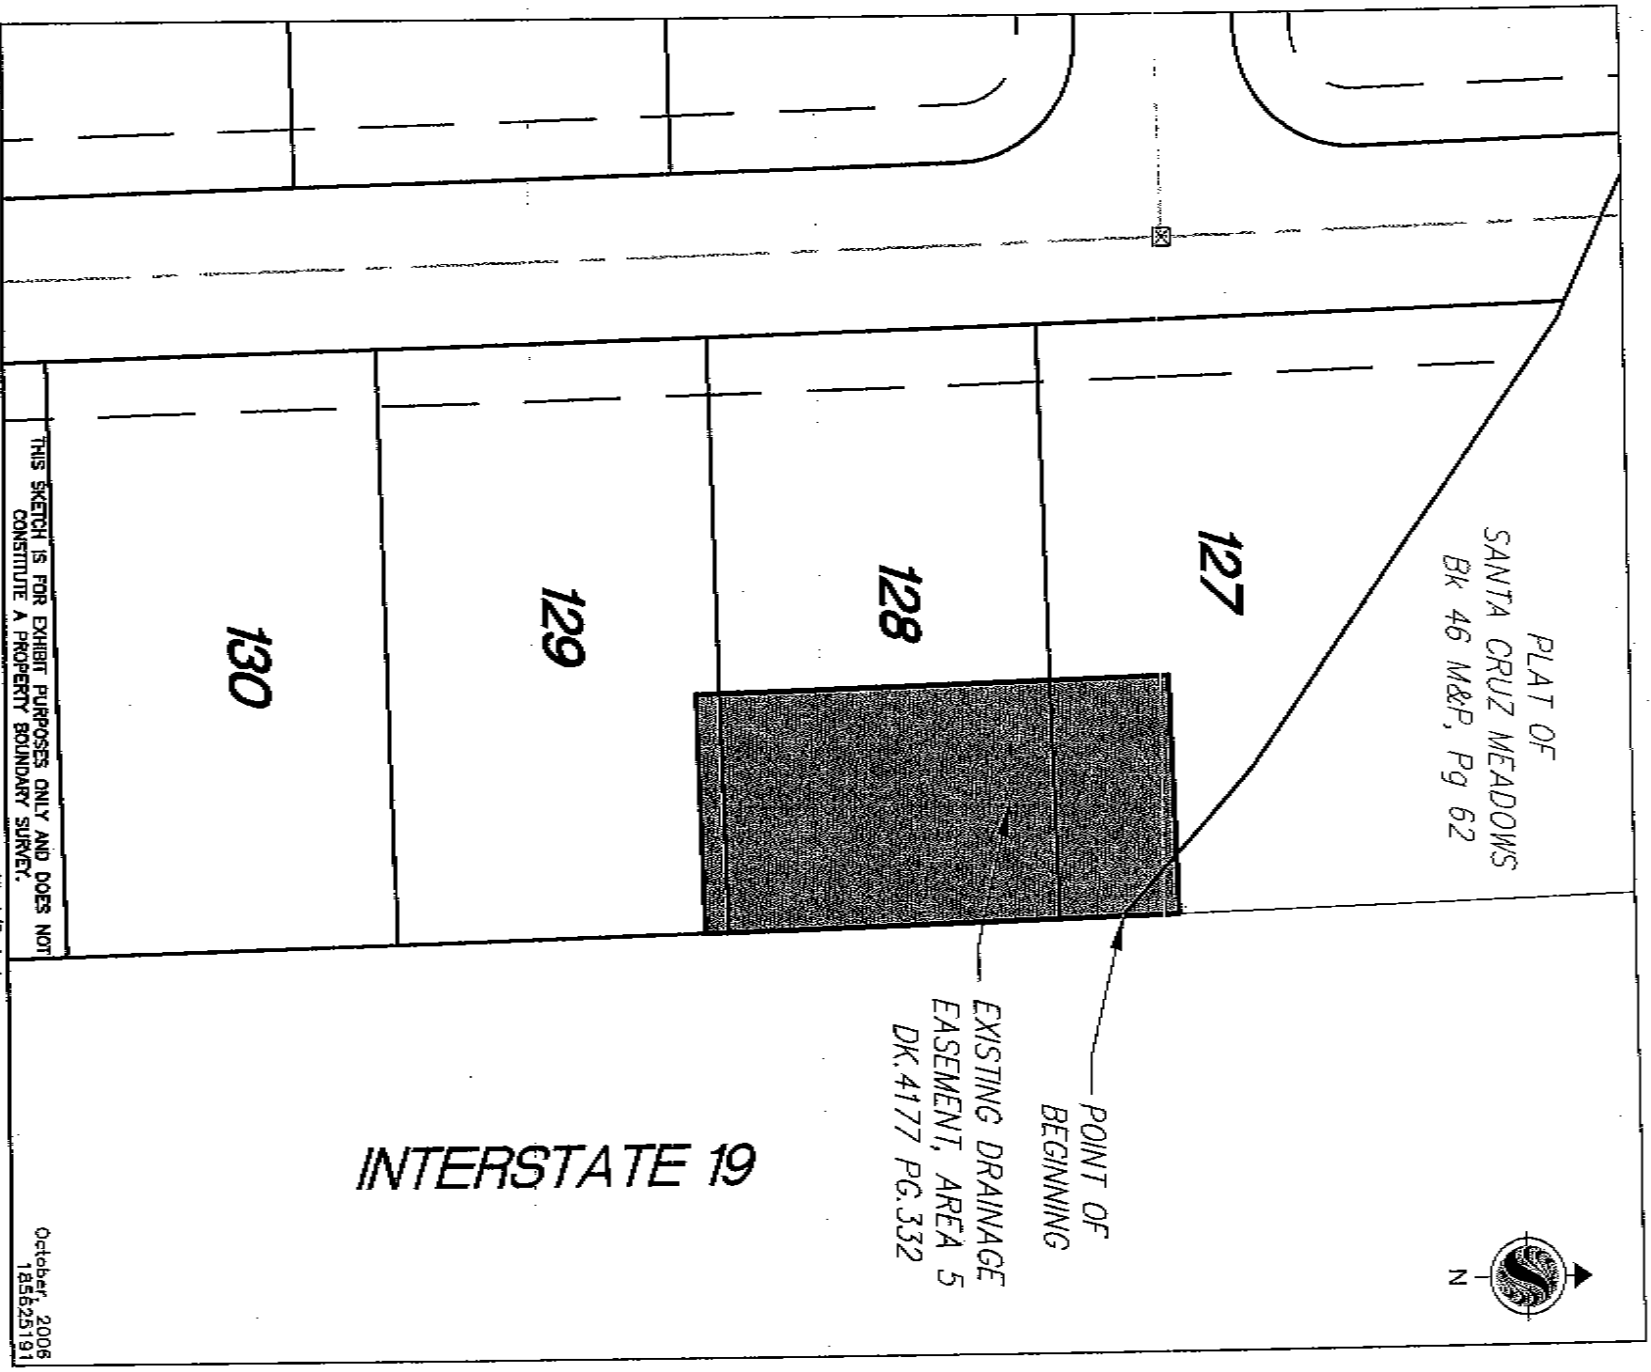 PLAT OF
SANTA CRUZ MEADOWS
Bk 46 M&P, Pg 62
127
128
129
130
POINT OF
BEGINNING
EXISTING DRAINAGE
EASEMENT, AREA 5
DK.4177 PG.332
INTERSTATE 19
N
THIS SKETCH IS FOR EXHIBIT PURPOSES ONLY AND DOES NOT
CONSTITUTE A PROPERTY BOUNDARY SURVEY.
October, 2006
185625191